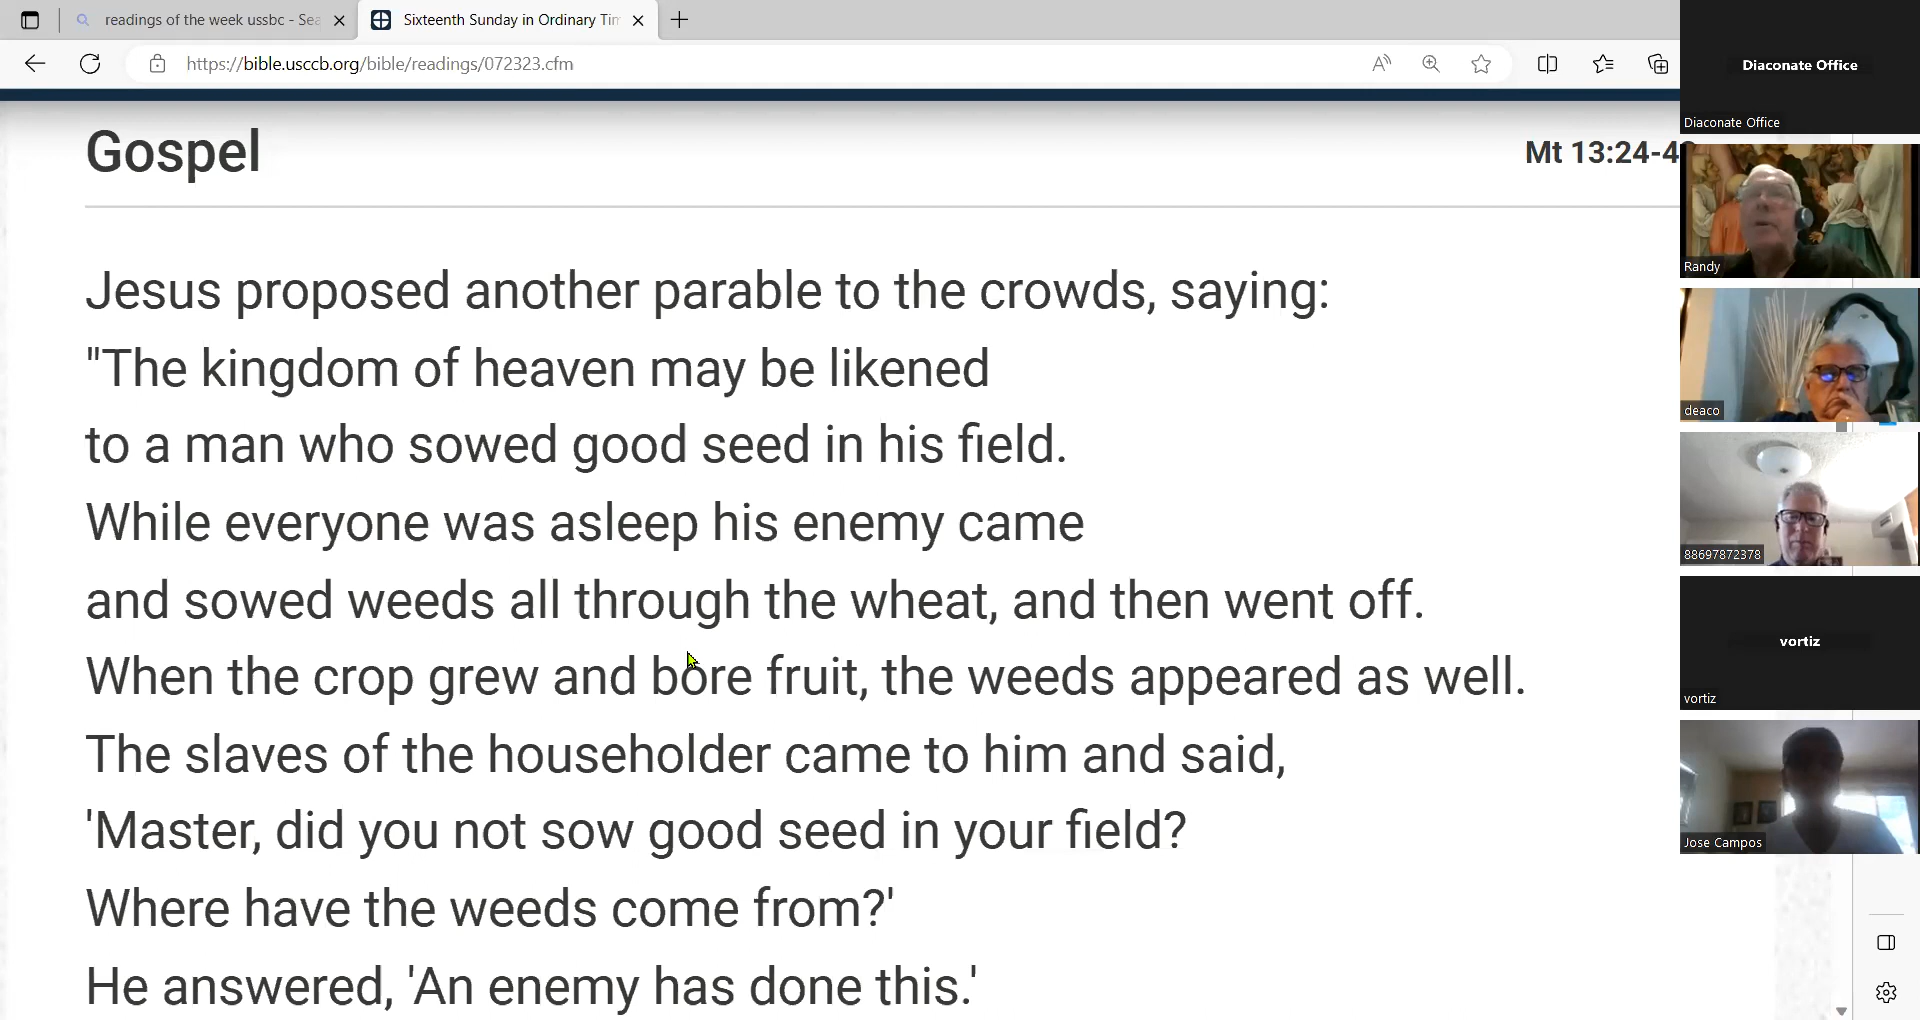 readings of the week ussbc - Sea
Sixteenth Sunday in Ordinary Tim
https://bible.usccb.org/bible/readings/072323.cfm
Gospel
Mt 13:24-4
Jesus proposed another parable to the crowds, saying:
"The kingdom of heaven may be likened
to a man who sowed good seed in his field.
While everyone was asleep his enemy came
and sowed weeds all through the wheat, and then went off.
When the crop grew and bore fruit, the weeds appeared as well.
The slaves of the householder came to him and said,
'Master, did you not sow good seed in your field?
Where have the weeds come from?'
He answered, 'An enemy has done this.'
Diaconate Office
Diaconate Office
Randy
deaco
88697872378
vortiz
vortiz
Jose Campos